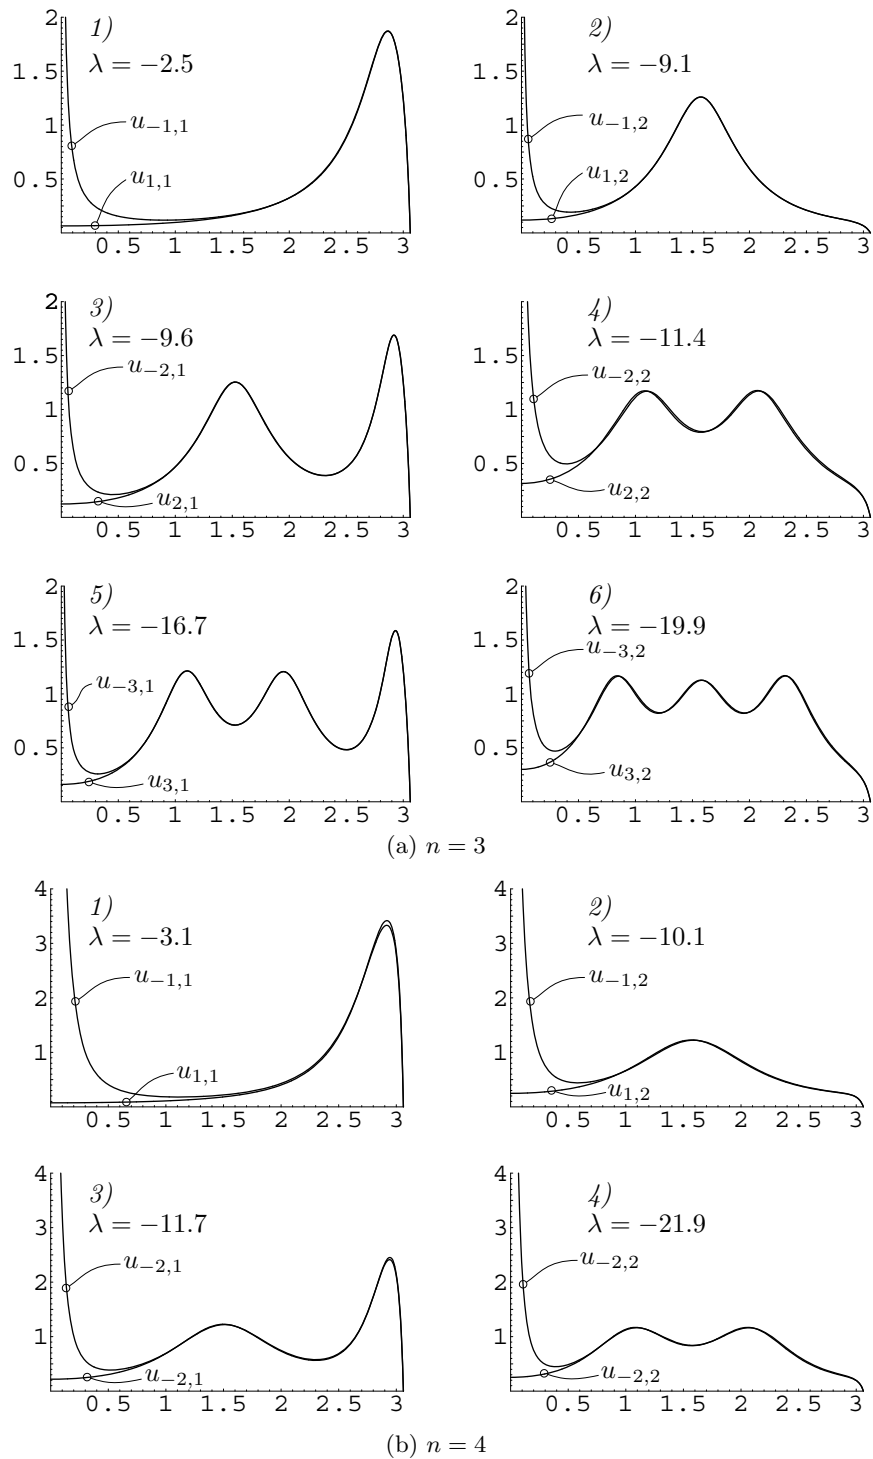 1)
λ = −2.5
u₋₁,₁
u₁,₁
2
1.5
1
0.5
0.5 1 1.5 2 2.5 3
2)
λ = −9.1
u₋₁,₂
u₁,₂
2
1.5
1
0.5
0.5 1 1.5 2 2.5 3
3)
λ = −9.6
u₋₂,₁
u₂,₁
2
1.5
1
0.5
0.5 1 1.5 2 2.5 3
4)
λ = −11.4
u₋₂,₂
u₂,₂
2
1.5
1
0.5
0.5 1 1.5 2 2.5 3
5)
λ = −16.7
u₋₃,₁
u₃,₁
2
1.5
1
0.5
0.5 1 1.5 2 2.5 3
6)
λ = −19.9
u₋₃,₂
u₃,₂
2
1.5
1
0.5
0.5 1 1.5 2 2.5 3
(a) n = 3
1)
λ = −3.1
u₋₁,₁
u₁,₁
4
3
2
1
0.5 1 1.5 2 2.5 3
2)
λ = −10.1
u₋₁,₂
u₁,₂
4
3
2
1
0.5 1 1.5 2 2.5 3
3)
λ = −11.7
u₋₂,₁
u₋₂,₁
4
3
2
1
0.5 1 1.5 2 2.5 3
4)
λ = −21.9
u₋₂,₂
u₋₂,₂
4
3
2
1
0.5 1 1.5 2 2.5 3
(b) n = 4